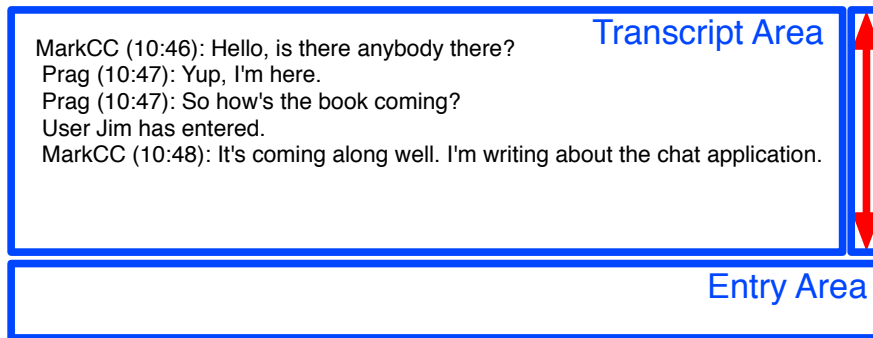 Transcript Area
MarkCC (10:46): Hello, is there anybody there?
Prag (10:47): Yup, I'm here.
Prag (10:47): So how's the book coming?
User Jim has entered.
MarkCC (10:48): It's coming along well. I'm writing about the chat application.
Entry Area